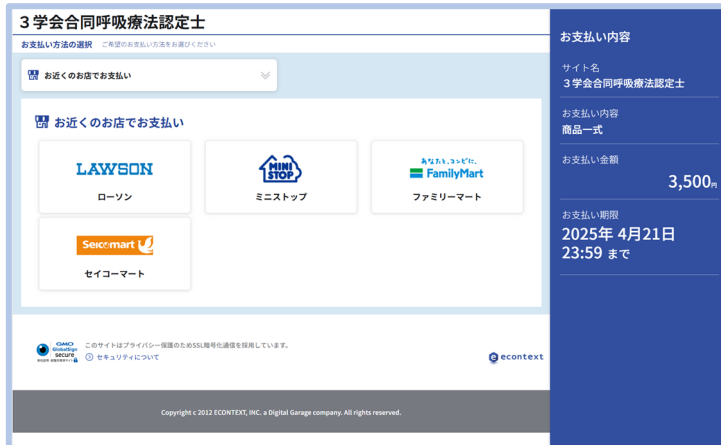 3学会合同呼吸療法認定士
お支払い方法の選択 ご希望のお支払い方法をお選びください
お近くのお店でお支払い
お近くのお店でお支払い
LAWSON
ローソン
MINI
STOP
ミニストップ
あなたと、コンビに、
FamilyMart
ファミリーマート
Seicomart
セイコーマート
GMO
GlobalSign
Secure
このサイトはプライバシー保護のためSSL暗号化通信を採用しています。
セキュリティについて
econtext
Copyright c 2012 ECONTEXT, INC. a Digital Garage company. All rights reserved.
お支払い内容
サイト名
3学会合同呼吸療法認定士
お支払い内容
商品一式
お支払い金額
3,500円
お支払い期限
2025年 4月21日
23:59 まで